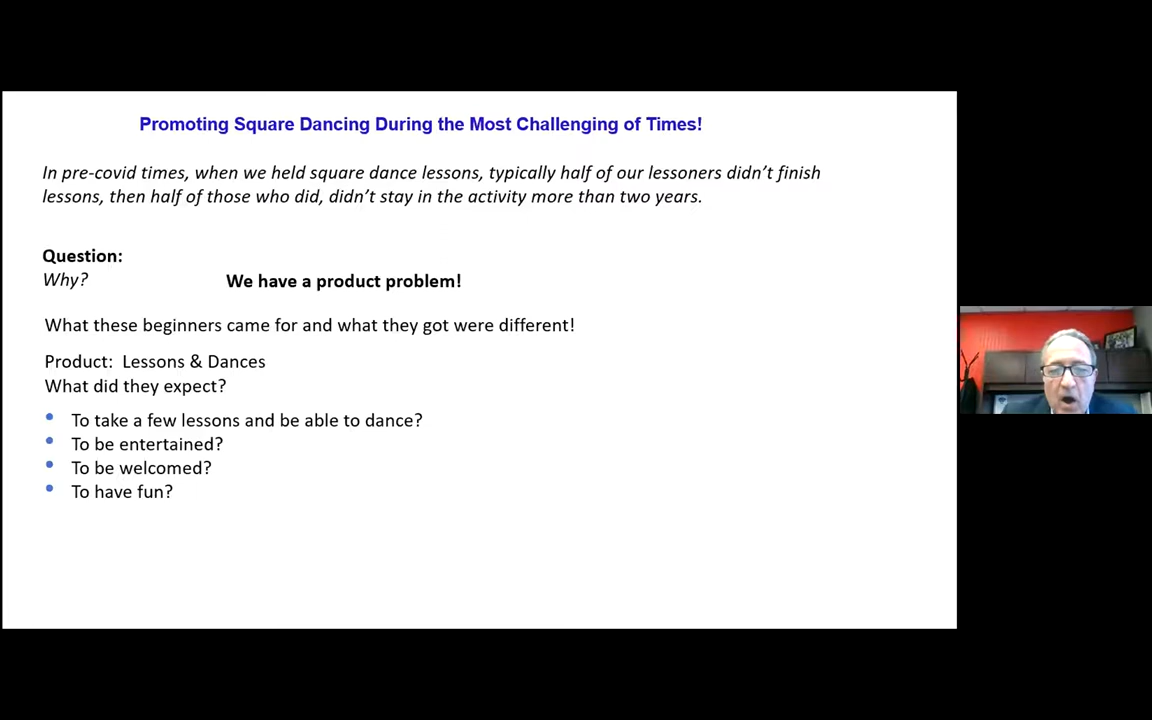 Promoting Square Dancing During the Most Challenging of Times!
In pre-covid times, when we held square dance lessons, typically half of our lessoners didn’t finish
lessons, then half of those who did, didn’t stay in the activity more than two years.
Question:
Why?
We have a product problem!
What these beginners came for and what they got were different!
Product: Lessons & Dances
What did they expect?
• To take a few lessons and be able to dance?
• To be entertained?
• To be welcomed?
• To have fun?